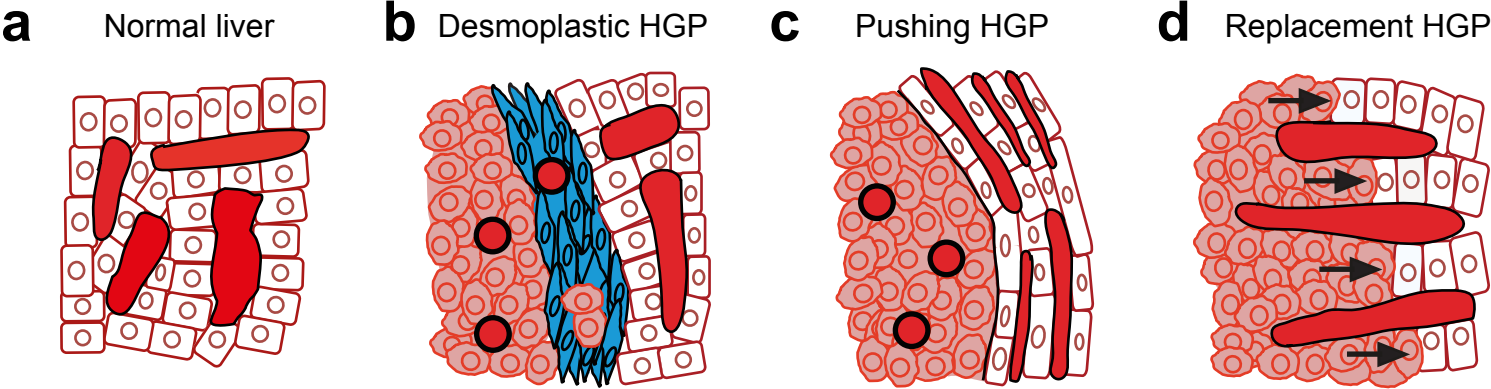 a Normal liver
b Desmoplastic HGP
c Pushing HGP
d Replacement HGP